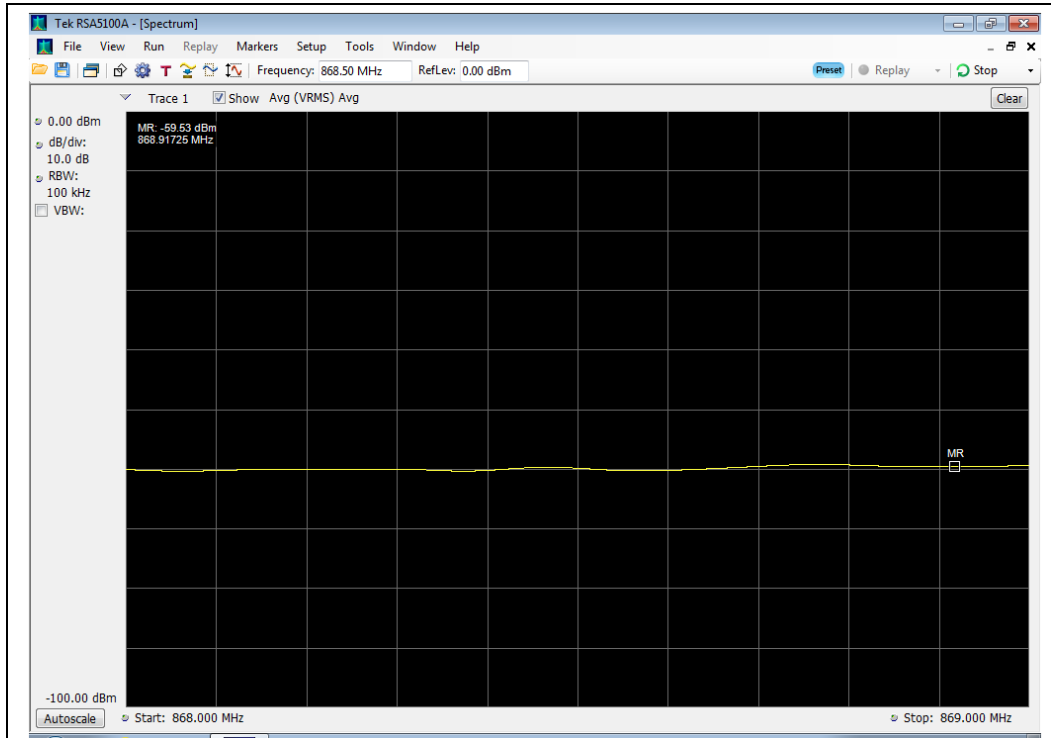 Tek RSA5100A - [Spectrum]
File View Run Replay Markers Setup Tools Window Help
T Frequency: 868.50 MHz RefLev: 0.00 dBm Preset Replay Stop
Trace 1 Show Avg (VRMS) Avg Clear
0.00 dBm
MR: -59.53 dBm
868.91725 MHz
dB/div:
10.0 dB
RBW:
100 kHz
VBW:
MR
-100.00 dBm
Autoscale Start: 868.000 MHz Stop: 869.000 MHz